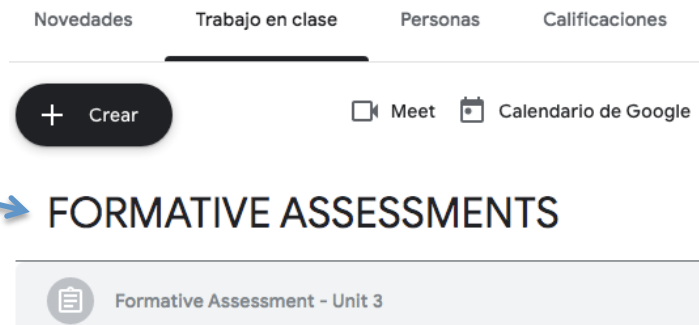 Novedades Trabajo en clase Personas Calificaciones
Crear Meet Calendario de Google
FORMATIVE ASSESSMENTS
Formative Assessment - Unit 3